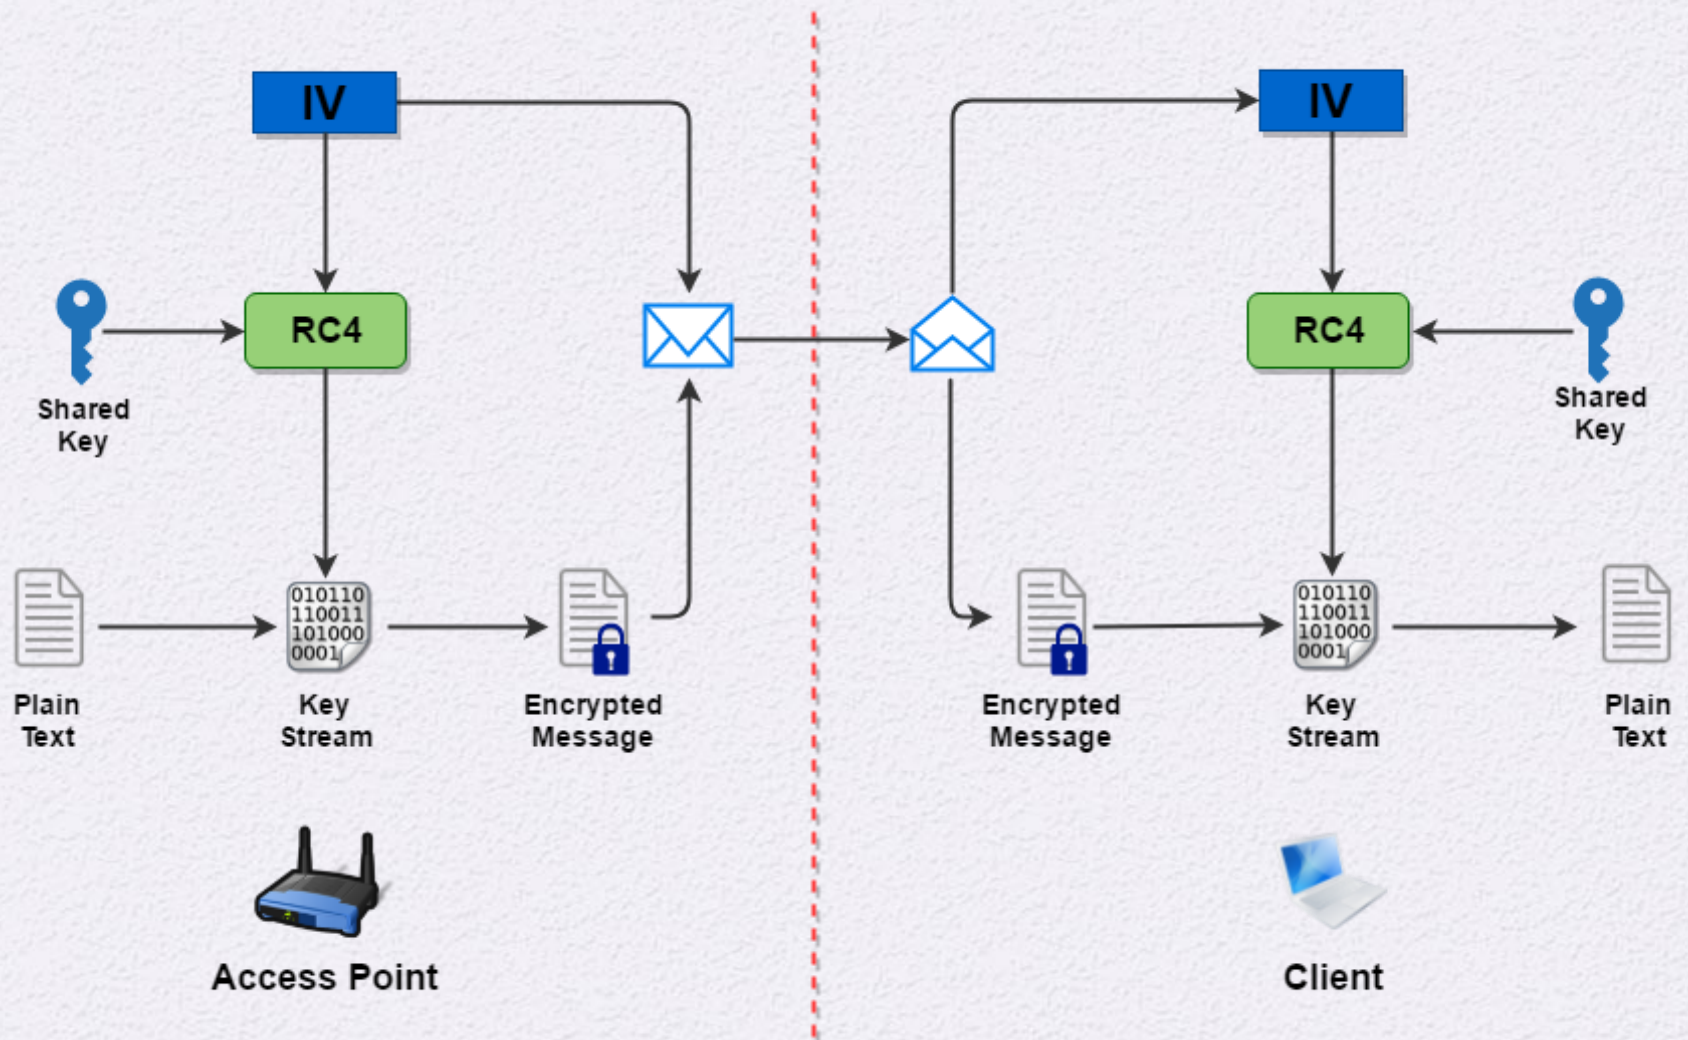 IV
IV
RC4
RC4
Shared
Key
Shared
Key
010110
110011
101000
0001
010110
110011
101000
0001
Plain
Text
Key
Stream
Encrypted
Message
Encrypted
Message
Key
Stream
Plain
Text
Access Point
Client